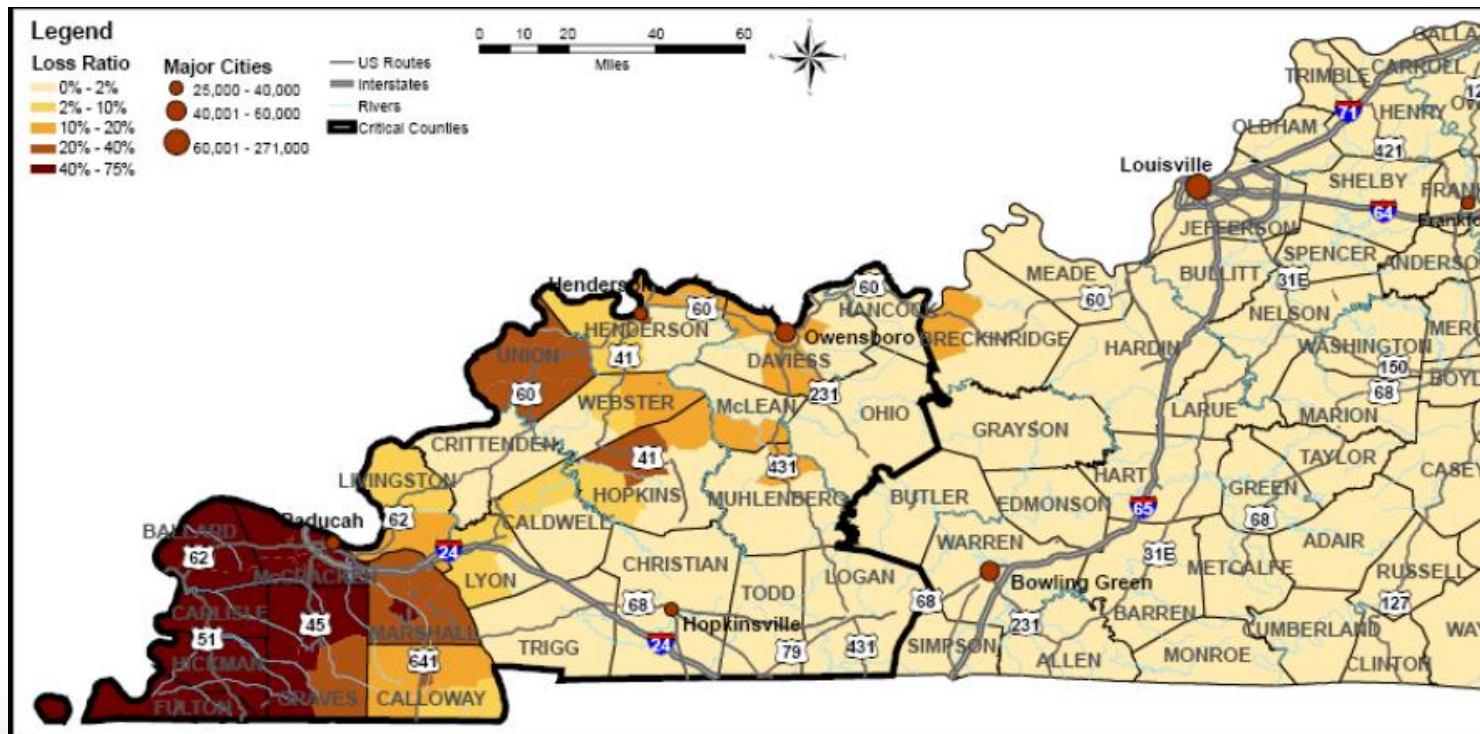 Legend
Loss Ratio
0% - 2%
2% - 10%
10% - 20%
20% - 40%
40% - 75%
Major Cities
25,000 - 40,000
40,001 - 60,000
60,001 - 271,000
US Routes
Interstates
Rivers
Critical Counties
0 10 20 40 60
Miles
TRIMBLE
CARROLL
71
HENRY
OLDHAM
421
Louisville
SHELBY
64
JEFFERSON
SPENCER
MEADE
BULLITT
31E
60
NELSON
60
HANCOCK
Henderson
60
HENDERSON
Owensboro
BRECKINRIDGE
HARDIN
WASHINGTON
150
UNION
41
DAVIESS
231
60
WEBSTER
McLEAN
OHIO
LARUE
68
MARION
CRITTENDEN
GRAYSON
TAYLOR
LIVINGSTON
41
431
HART
GREEN
HOPKINS
MUHLENBERG
BUTLER
EDMONSON
65
68
62
CALDWELL
BALLARD
Paducah
62
24
WARREN
31E
ADAIR
McCRACKEN
LYON
CHRISTIAN
LOGAN
METCALFE
RUSSELL
CARLISLE
45
MARSHALL
68
TODD
68
Bowling Green
BARREN
127
51
Hopkinsville
SIMPSON
231
CUMBERLAND
HICKMAN
641
TRIGG
24
79
431
ALLEN
MONROE
CLINTON
FULTON
GRAVES
CALLOWAY